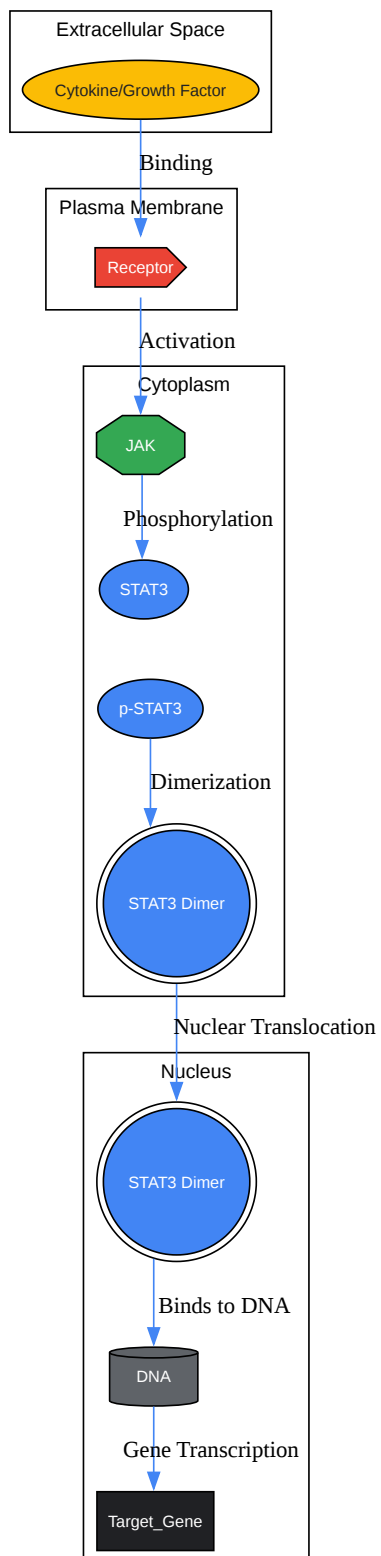 Extracellular Space
Cytokine/Growth Factor
Binding
Plasma Membrane
Receptor
Activation
Cytoplasm
JAK
Phosphorylation
STAT3
p-STAT3
Dimerization
STAT3 Dimer
Nuclear Translocation
Nucleus
STAT3 Dimer
Binds to DNA
DNA
Gene Transcription
Target_Gene